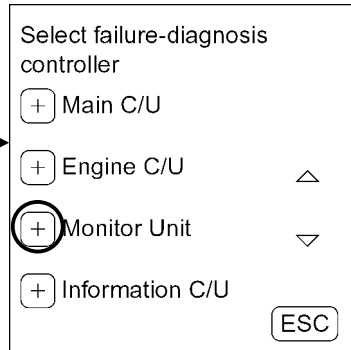 Select failure-diagnosis
controller
+ Main C/U
+ Engine C/U
+ Monitor Unit
+ Information C/U
ESC